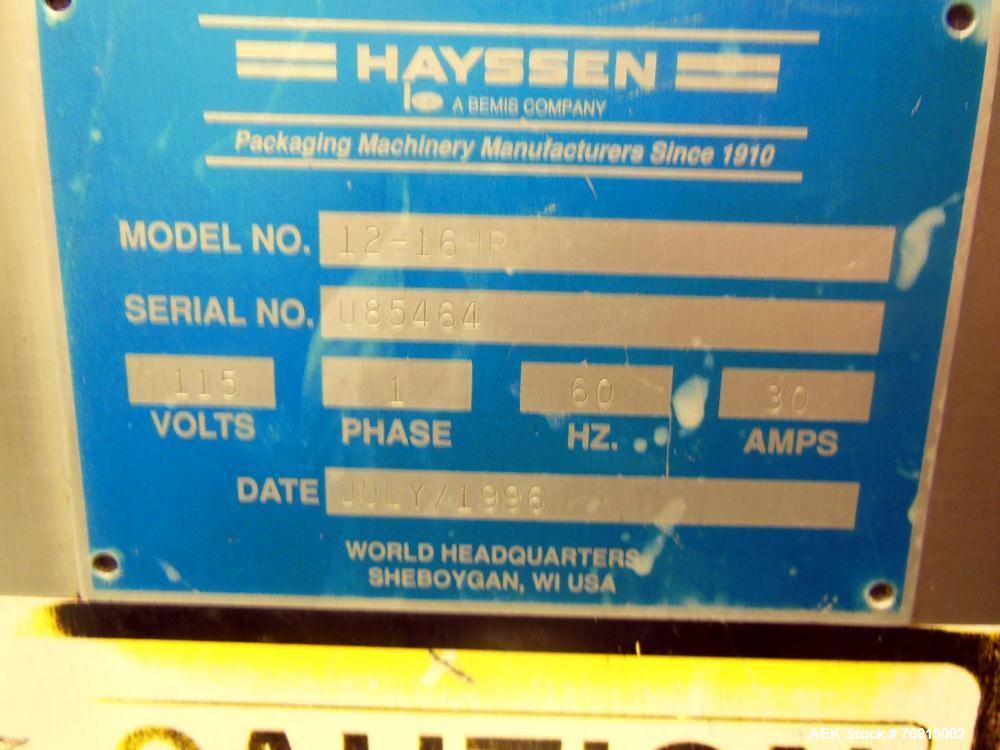 HAYSSEN
A BEMIS COMPANY
Packaging Machinery Manufacturers Since 1910
MODEL NO. 12-16HR
SERIAL NO. U85464
115 1 60 30
VOLTS PHASE HZ. AMPS
DATE JULY/1996
WORLD HEADQUARTERS
SHEBOYGAN, WI USA
CAUTION
AEK Stock # 70918002